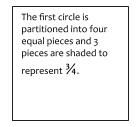 The first circle is
partitioned into four
equal pieces and 3
pieces are shaded to
represent ¾.